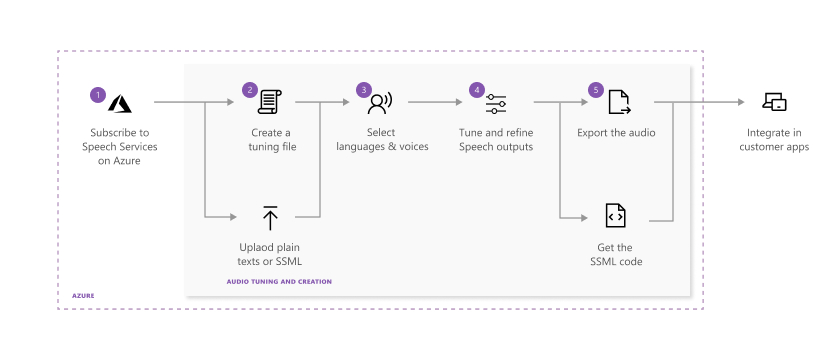 1
Subscribe to
Speech Services
on Azure
2
Create a
tuning file
3
Select
languages & voices
4
Tune and refine
Speech outputs
5
Export the audio
Integrate in
customer apps
Uplaod plain
texts or SSML
Get the
SSML code
AUDIO TUNING AND CREATION
AZURE